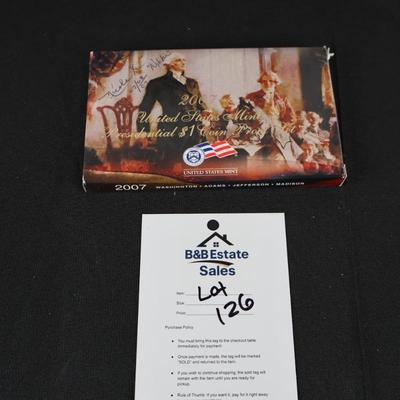 United States Mint
Presidential $1 Coin Proof Set
UNITED STATES MINT
2007 WASHINGTON • ADAMS • JEFFERSON • MADISON
B&B Estate
Sales
Item:
Size:
Price:
Lot
126
Purchase Policy
• You must bring this tag to the checkout table
immediately for payment.
• Once payment is made, the tag will be marked
"SOLD" and returned to the item.
• If you wish to continue shopping, the sold tag will
remain with the item until you are ready for
pickup.
• Rule of Thumb: If you want it, pay for it right away